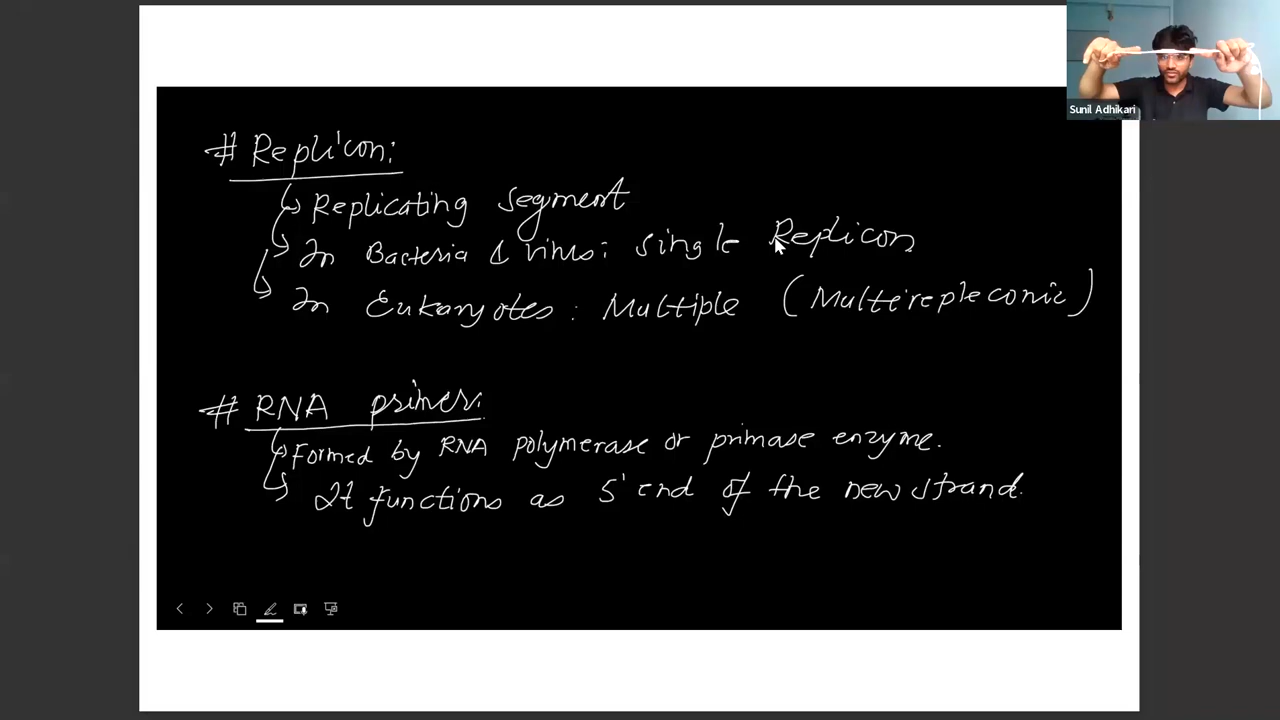 Sunil Adhikari
# Replicon:
Replicating segment
In Bacteria & virus: single Replicon
In Eukaryotes: Multiple (Multirepleconic)
# RNA primer:
Formed by RNA polymerase or primase enzyme.
It functions as 5' end of the new strand.